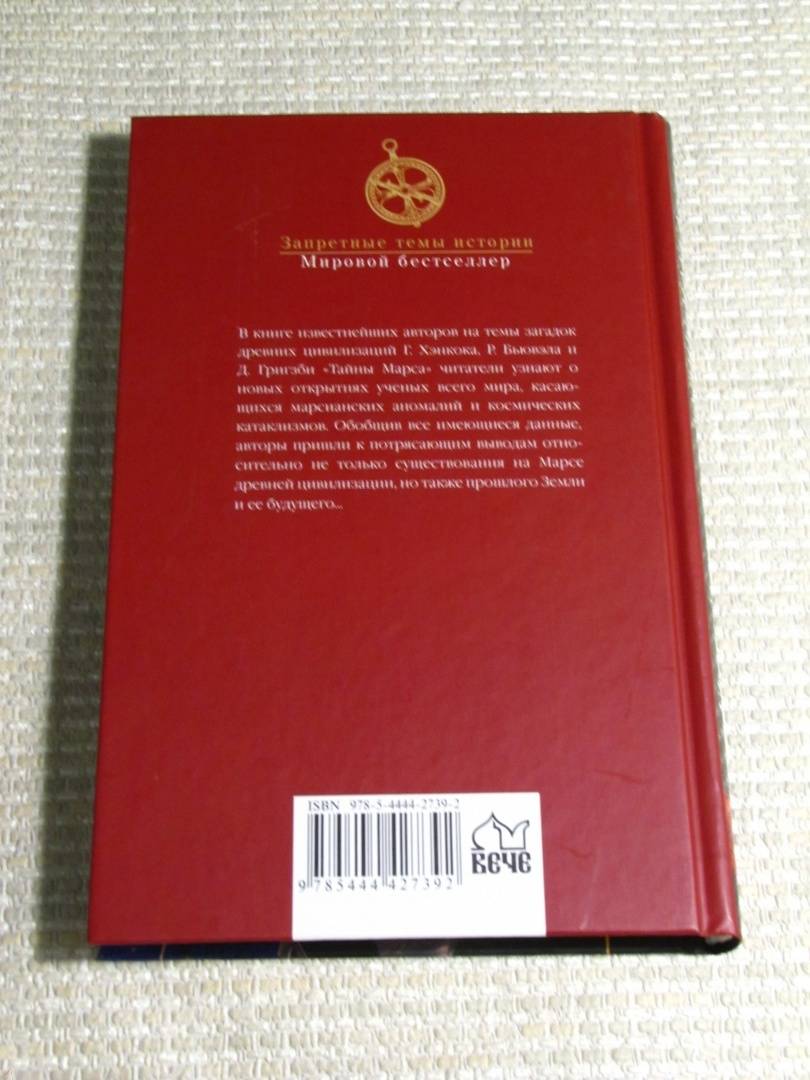 Запретные темы истории
Мировой бестселлер
В книге известнейших авторов на темы загадок
древних цивилизаций Г. Хэнкока, Р. Бьювэла и
Д. Григэби «Тайны Марса» читатели узнают о
новых открытиях ученых всего мира, касаю-
щихся марсианских аномалий и космических
катаклизмов. Обобщив все имеющиеся данные,
авторы пришли к потрясающим выводам отно-
сительно не только существования на Марсе
древней цивилизации, но также прошлого Земли
и ее будущего...
ISBN 978-5-4444-2739-2
9 785444 427392
ВЕЧЕ